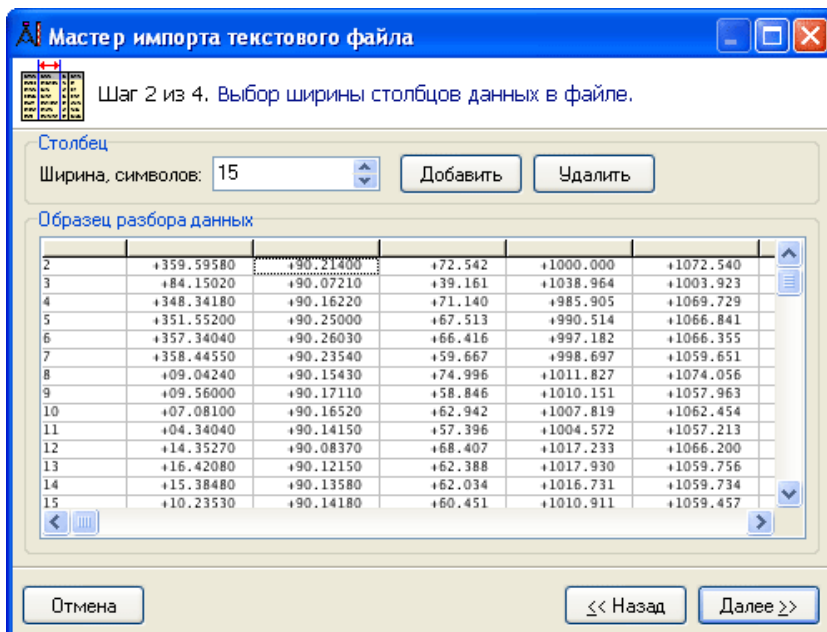 Мастер импорта текстового файла
Шаг 2 из 4. Выбор ширины столбцов данных в файле.
Столбец
Ширина, символов: 15 Добавить Удалить
Образец разбора данных
2 +359.59580 +90.21400 +72.542 +1000.000 +1072.540
3 +84.15020 +90.07210 +39.161 +1038.964 +1003.923
4 +348.34180 +90.16220 +71.140 +985.905 +1069.729
5 +351.55200 +90.25000 +67.513 +990.514 +1066.841
6 +357.34040 +90.26030 +66.416 +997.182 +1066.355
7 +358.44550 +90.23540 +59.667 +998.697 +1059.651
8 +09.04240 +90.15430 +74.996 +1011.827 +1074.056
9 +09.56000 +90.17110 +58.846 +1010.151 +1057.963
10 +07.08100 +90.16520 +62.942 +1007.819 +1062.454
11 +04.34040 +90.14150 +57.396 +1004.572 +1057.213
12 +14.35270 +90.08370 +68.407 +1017.233 +1066.200
13 +16.42080 +90.12150 +62.388 +1017.930 +1059.756
14 +15.38480 +90.13580 +62.034 +1016.731 +1059.734
15 +10.23530 +90.14180 +60.451 +1010.911 +1059.457
Отмена << Назад Далее >>